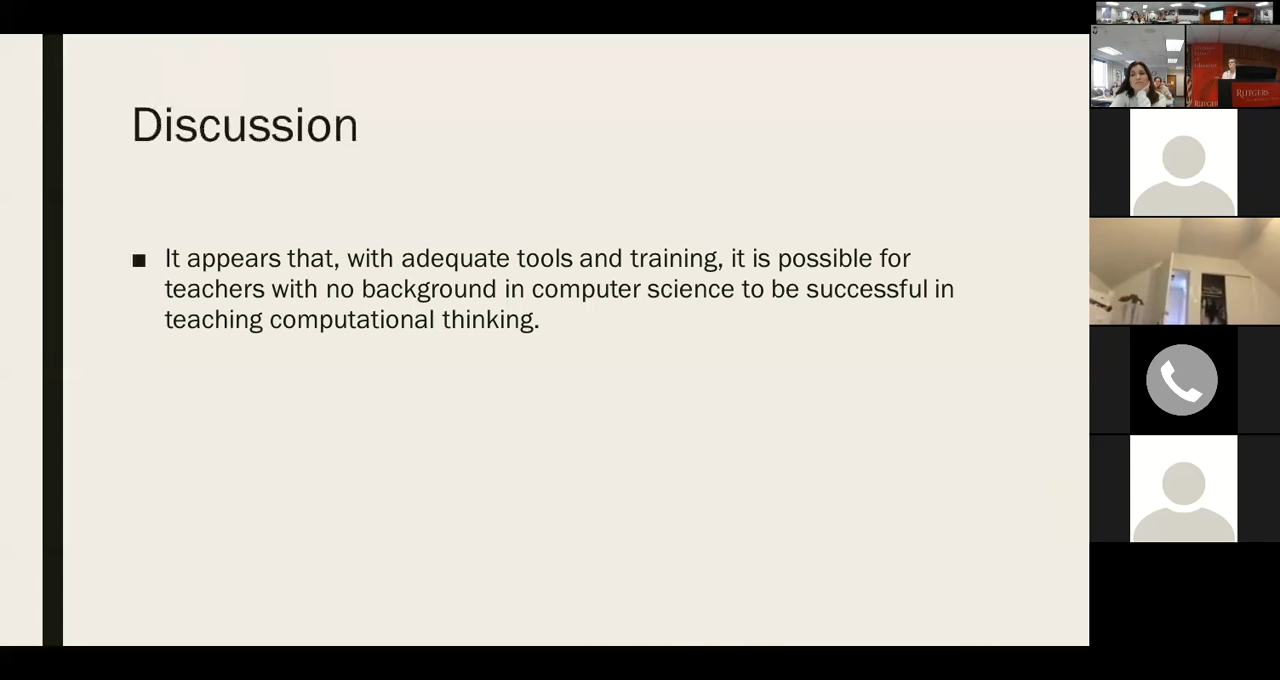 Discussion
■ It appears that, with adequate tools and training, it is possible for
teachers with no background in computer science to be successful in
teaching computational thinking.
RUTGERS